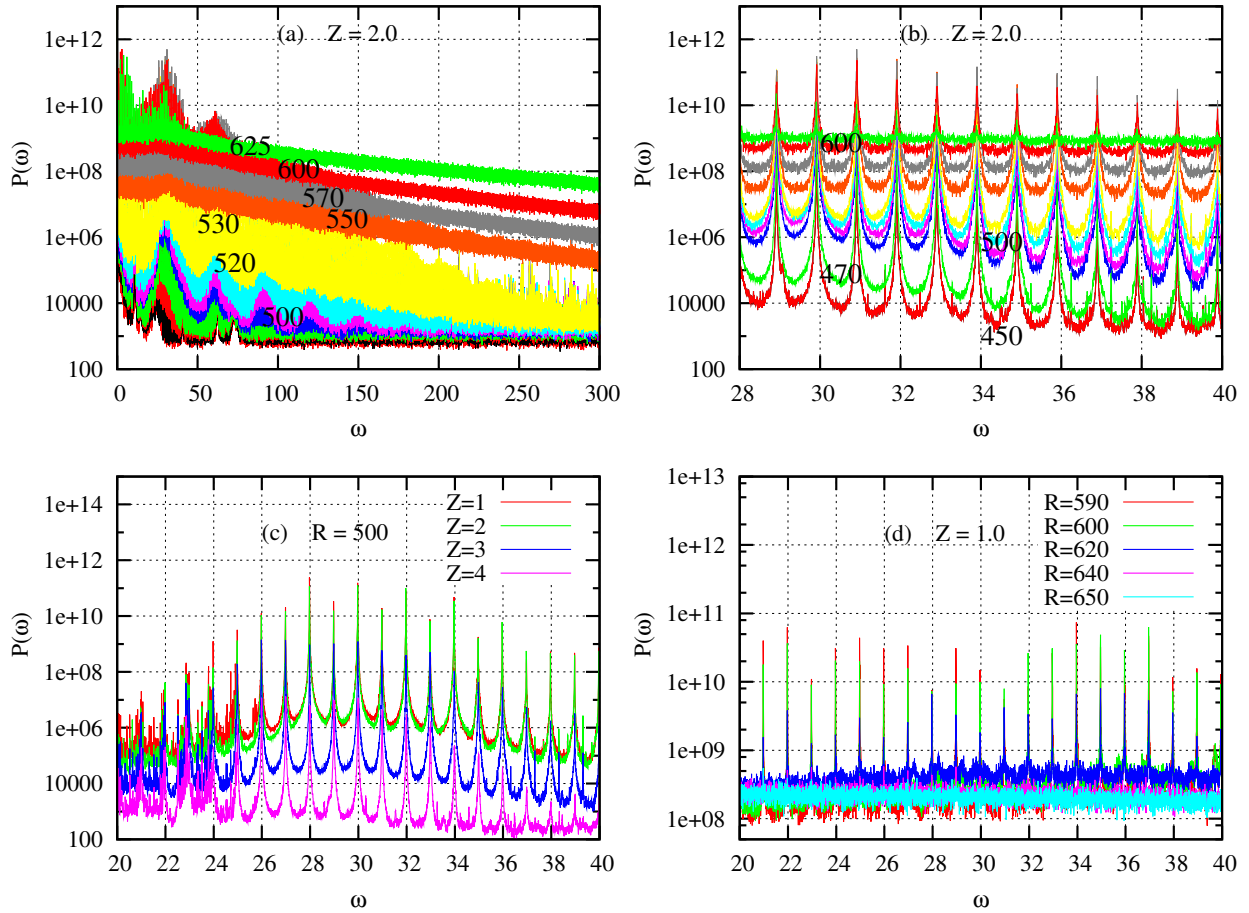 (a) Z = 2.0
1e+12
1e+10
1e+08
1e+06
10000
100
P(ω)
625
600
570
550
530
520
500
0 50 100 150 200 250 300
ω
(b) Z = 2.0
1e+12
1e+10
1e+08
1e+06
10000
100
P(ω)
600
500
470
450
28 30 32 34 36 38 40
ω
(c) R = 500
Z=1
Z=2
Z=3
Z=4
1e+14
1e+12
1e+10
1e+08
1e+06
10000
100
P(ω)
20 22 24 26 28 30 32 34 36 38 40
ω
(d) Z = 1.0
R=590
R=600
R=620
R=640
R=650
1e+13
1e+12
1e+11
1e+10
1e+09
1e+08
P(ω)
20 22 24 26 28 30 32 34 36 38 40
ω